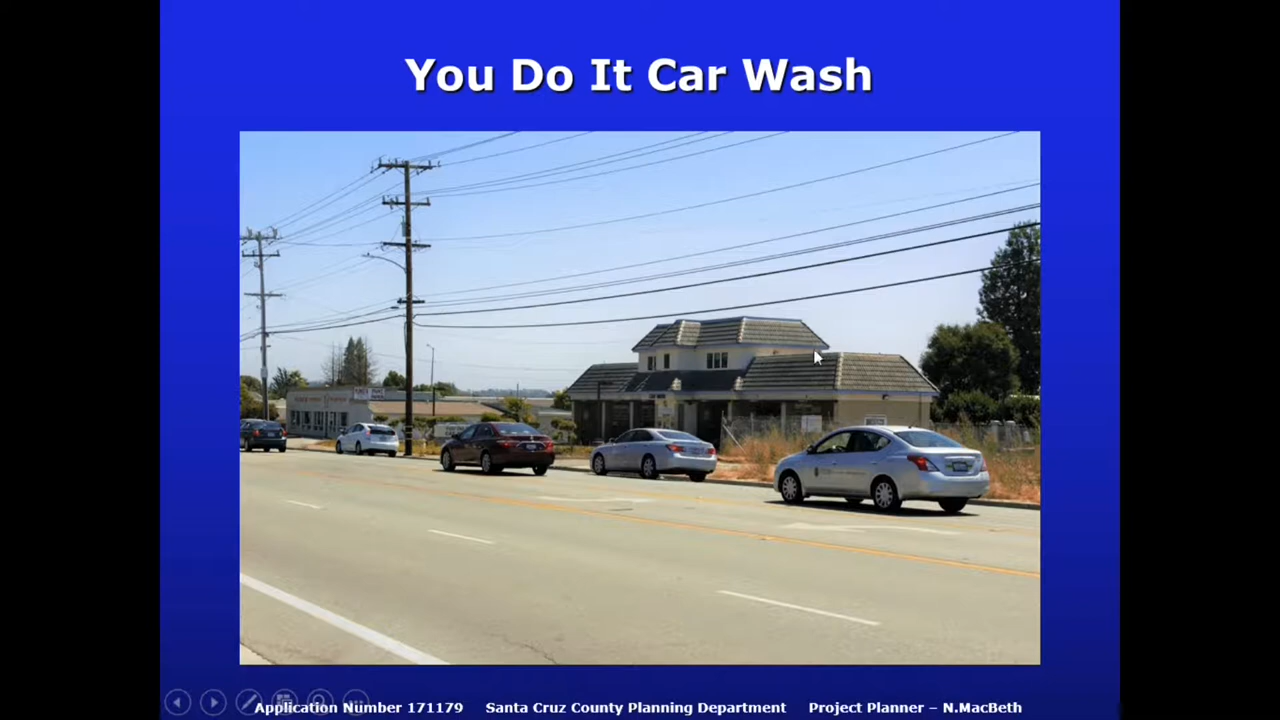 You Do It Car Wash
Application Number 171179 Santa Cruz County Planning Department Project Planner – N.MacBeth